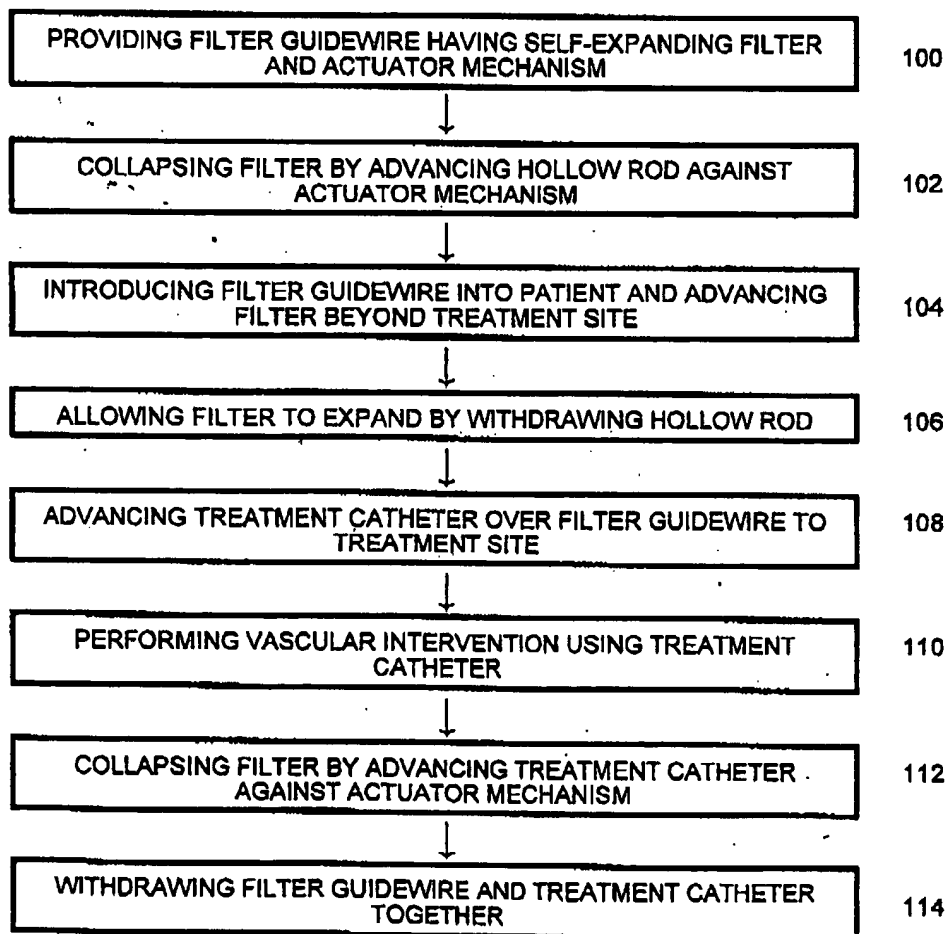 PROVIDING FILTER GUIDEWIRE HAVING SELF-EXPANDING FILTER
AND ACTUATOR MECHANISM
100
COLLAPSING FILTER BY ADVANCING HOLLOW ROD AGAINST
ACTUATOR MECHANISM
102
INTRODUCING FILTER GUIDEWIRE INTO PATIENT AND ADVANCING
FILTER BEYOND TREATMENT SITE
104
ALLOWING FILTER TO EXPAND BY WITHDRAWING HOLLOW ROD
106
ADVANCING TREATMENT CATHETER OVER FILTER GUIDEWIRE TO
TREATMENT SITE
108
PERFORMING VASCULAR INTERVENTION USING TREATMENT
CATHETER
110
COLLAPSING FILTER BY ADVANCING TREATMENT CATHETER
AGAINST ACTUATOR MECHANISM
112
WITHDRAWING FILTER GUIDEWIRE AND TREATMENT CATHETER
TOGETHER
114